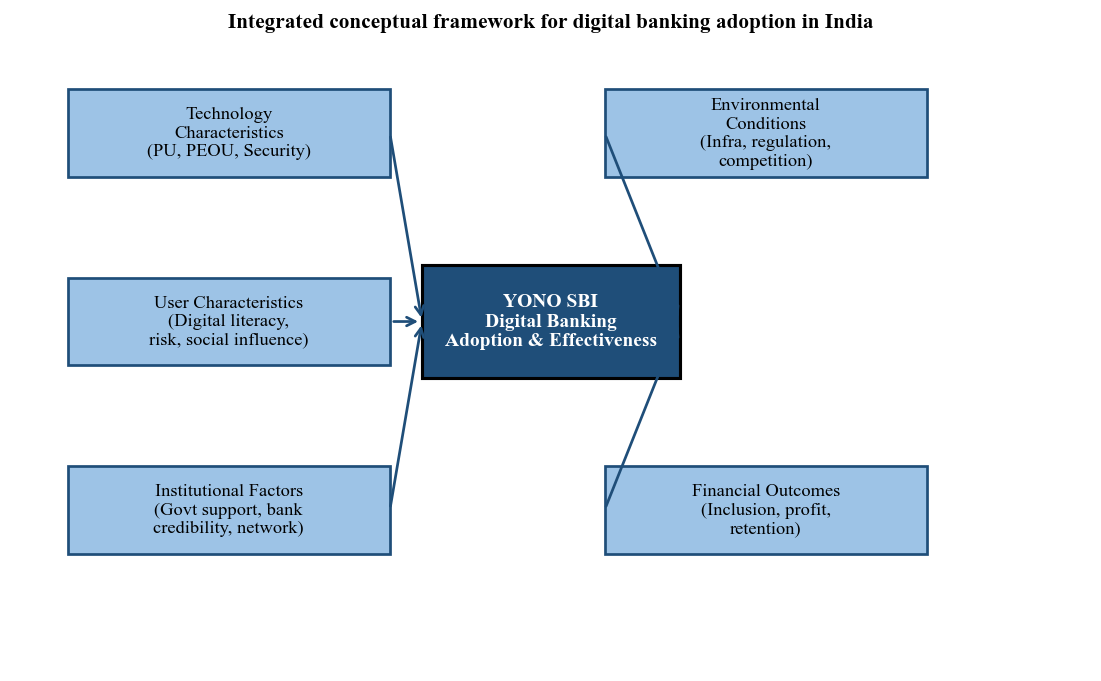 Integrated conceptual framework for digital banking adoption in India
Technology
Characteristics
(PU, PEOU, Security)
Environmental
Conditions
(Infra, regulation,
competition)
User Characteristics
(Digital literacy,
risk, social influence)
YONO SBI
Digital Banking
Adoption & Effectiveness
Institutional Factors
(Govt support, bank
credibility, network)
Financial Outcomes
(Inclusion, profit,
retention)